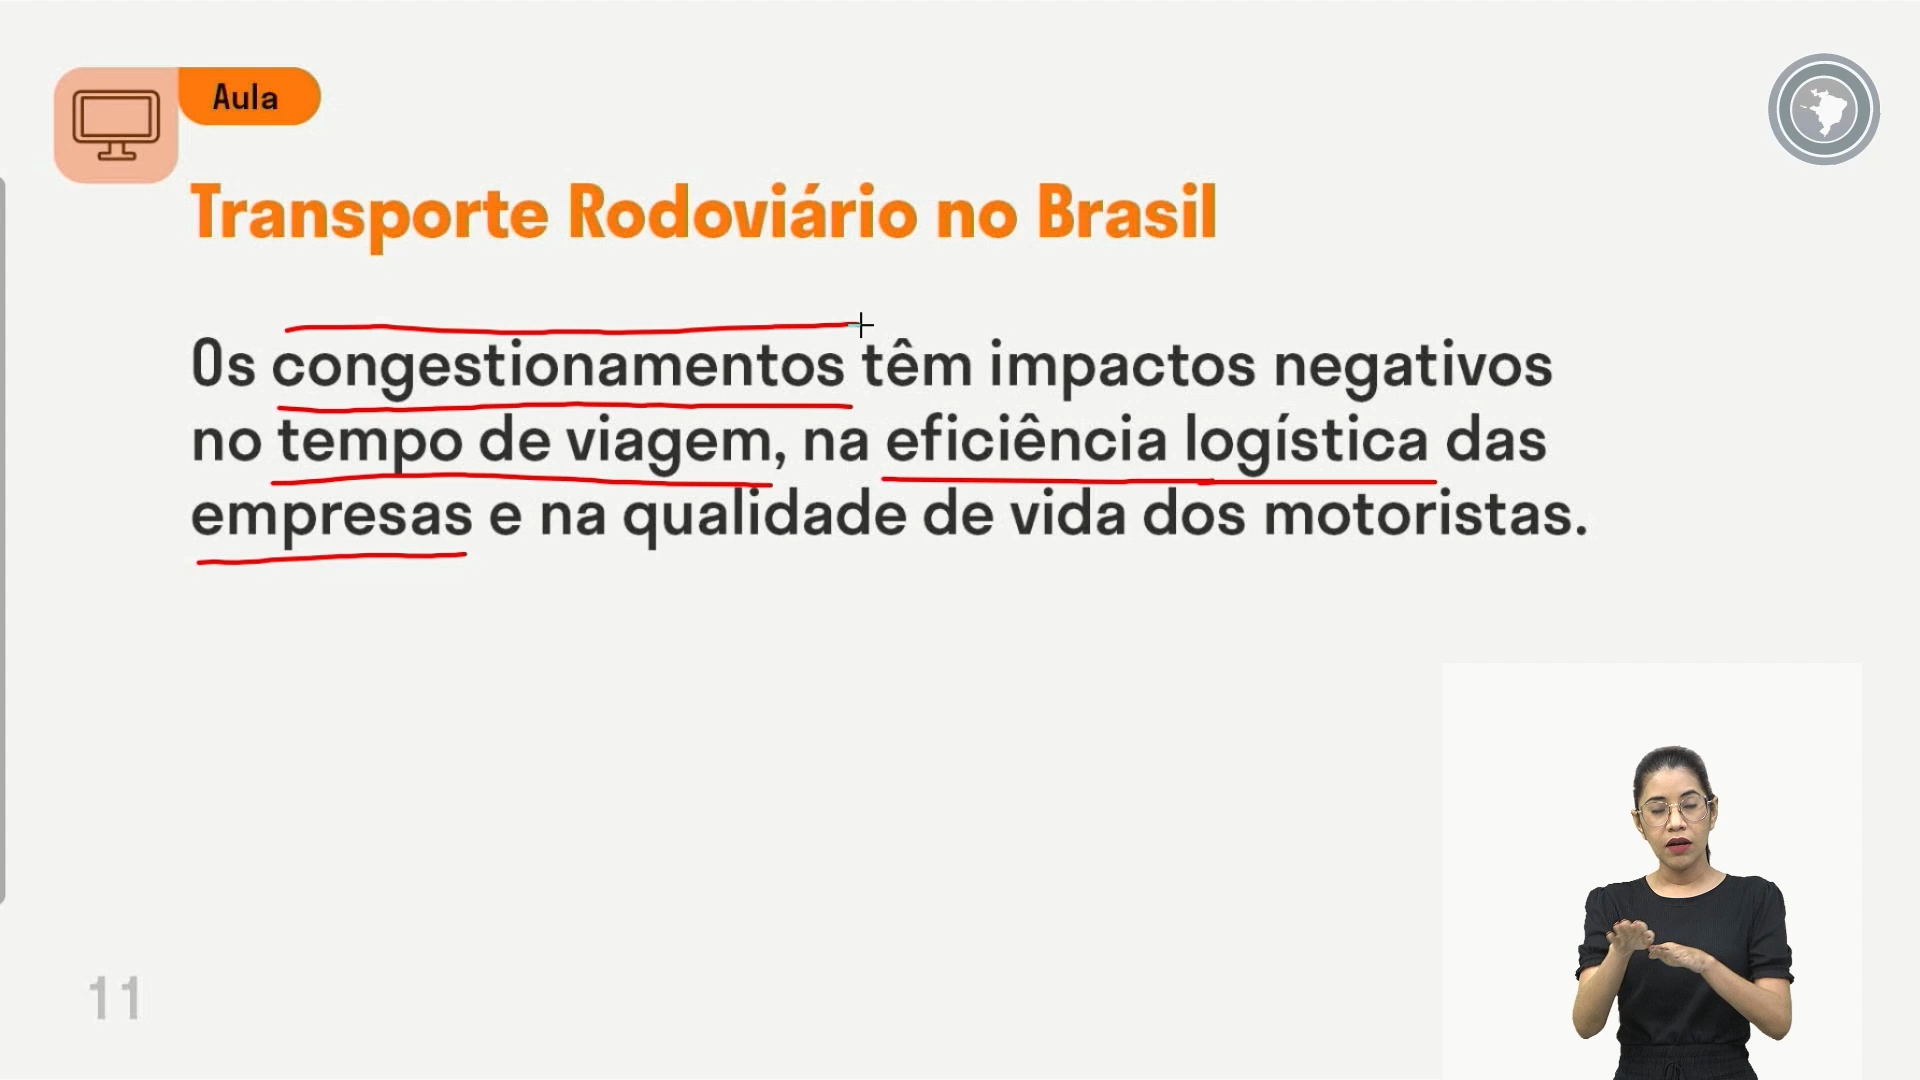 Aula
Transporte Rodoviário no Brasil
Os congestionamentos têm impactos negativos
no tempo de viagem, na eficiência logística das
empresas e na qualidade de vida dos motoristas.
11